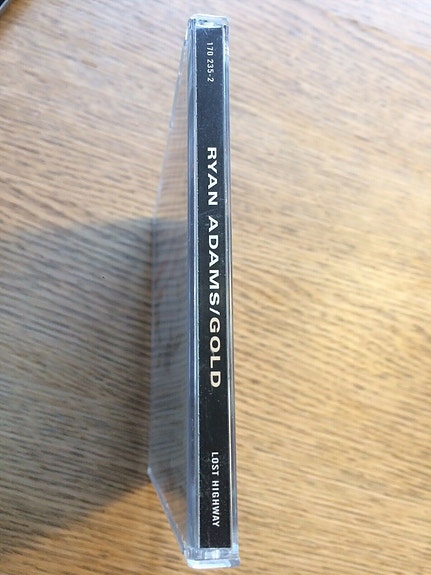 170 235-2
RYAN ADAMS/GOLD
LOST HIGHWAY